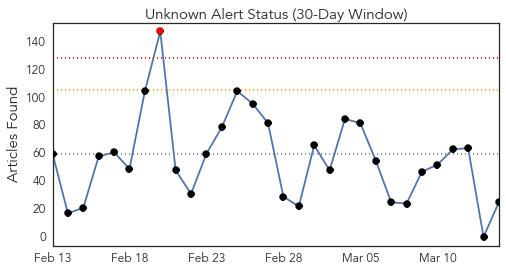 Unknown Alert Status (30-Day Window)
Articles Found
140
120
100
80
60
40
20
0
Feb 13 Feb 18 Feb 23 Feb 28 Mar 05 Mar 10